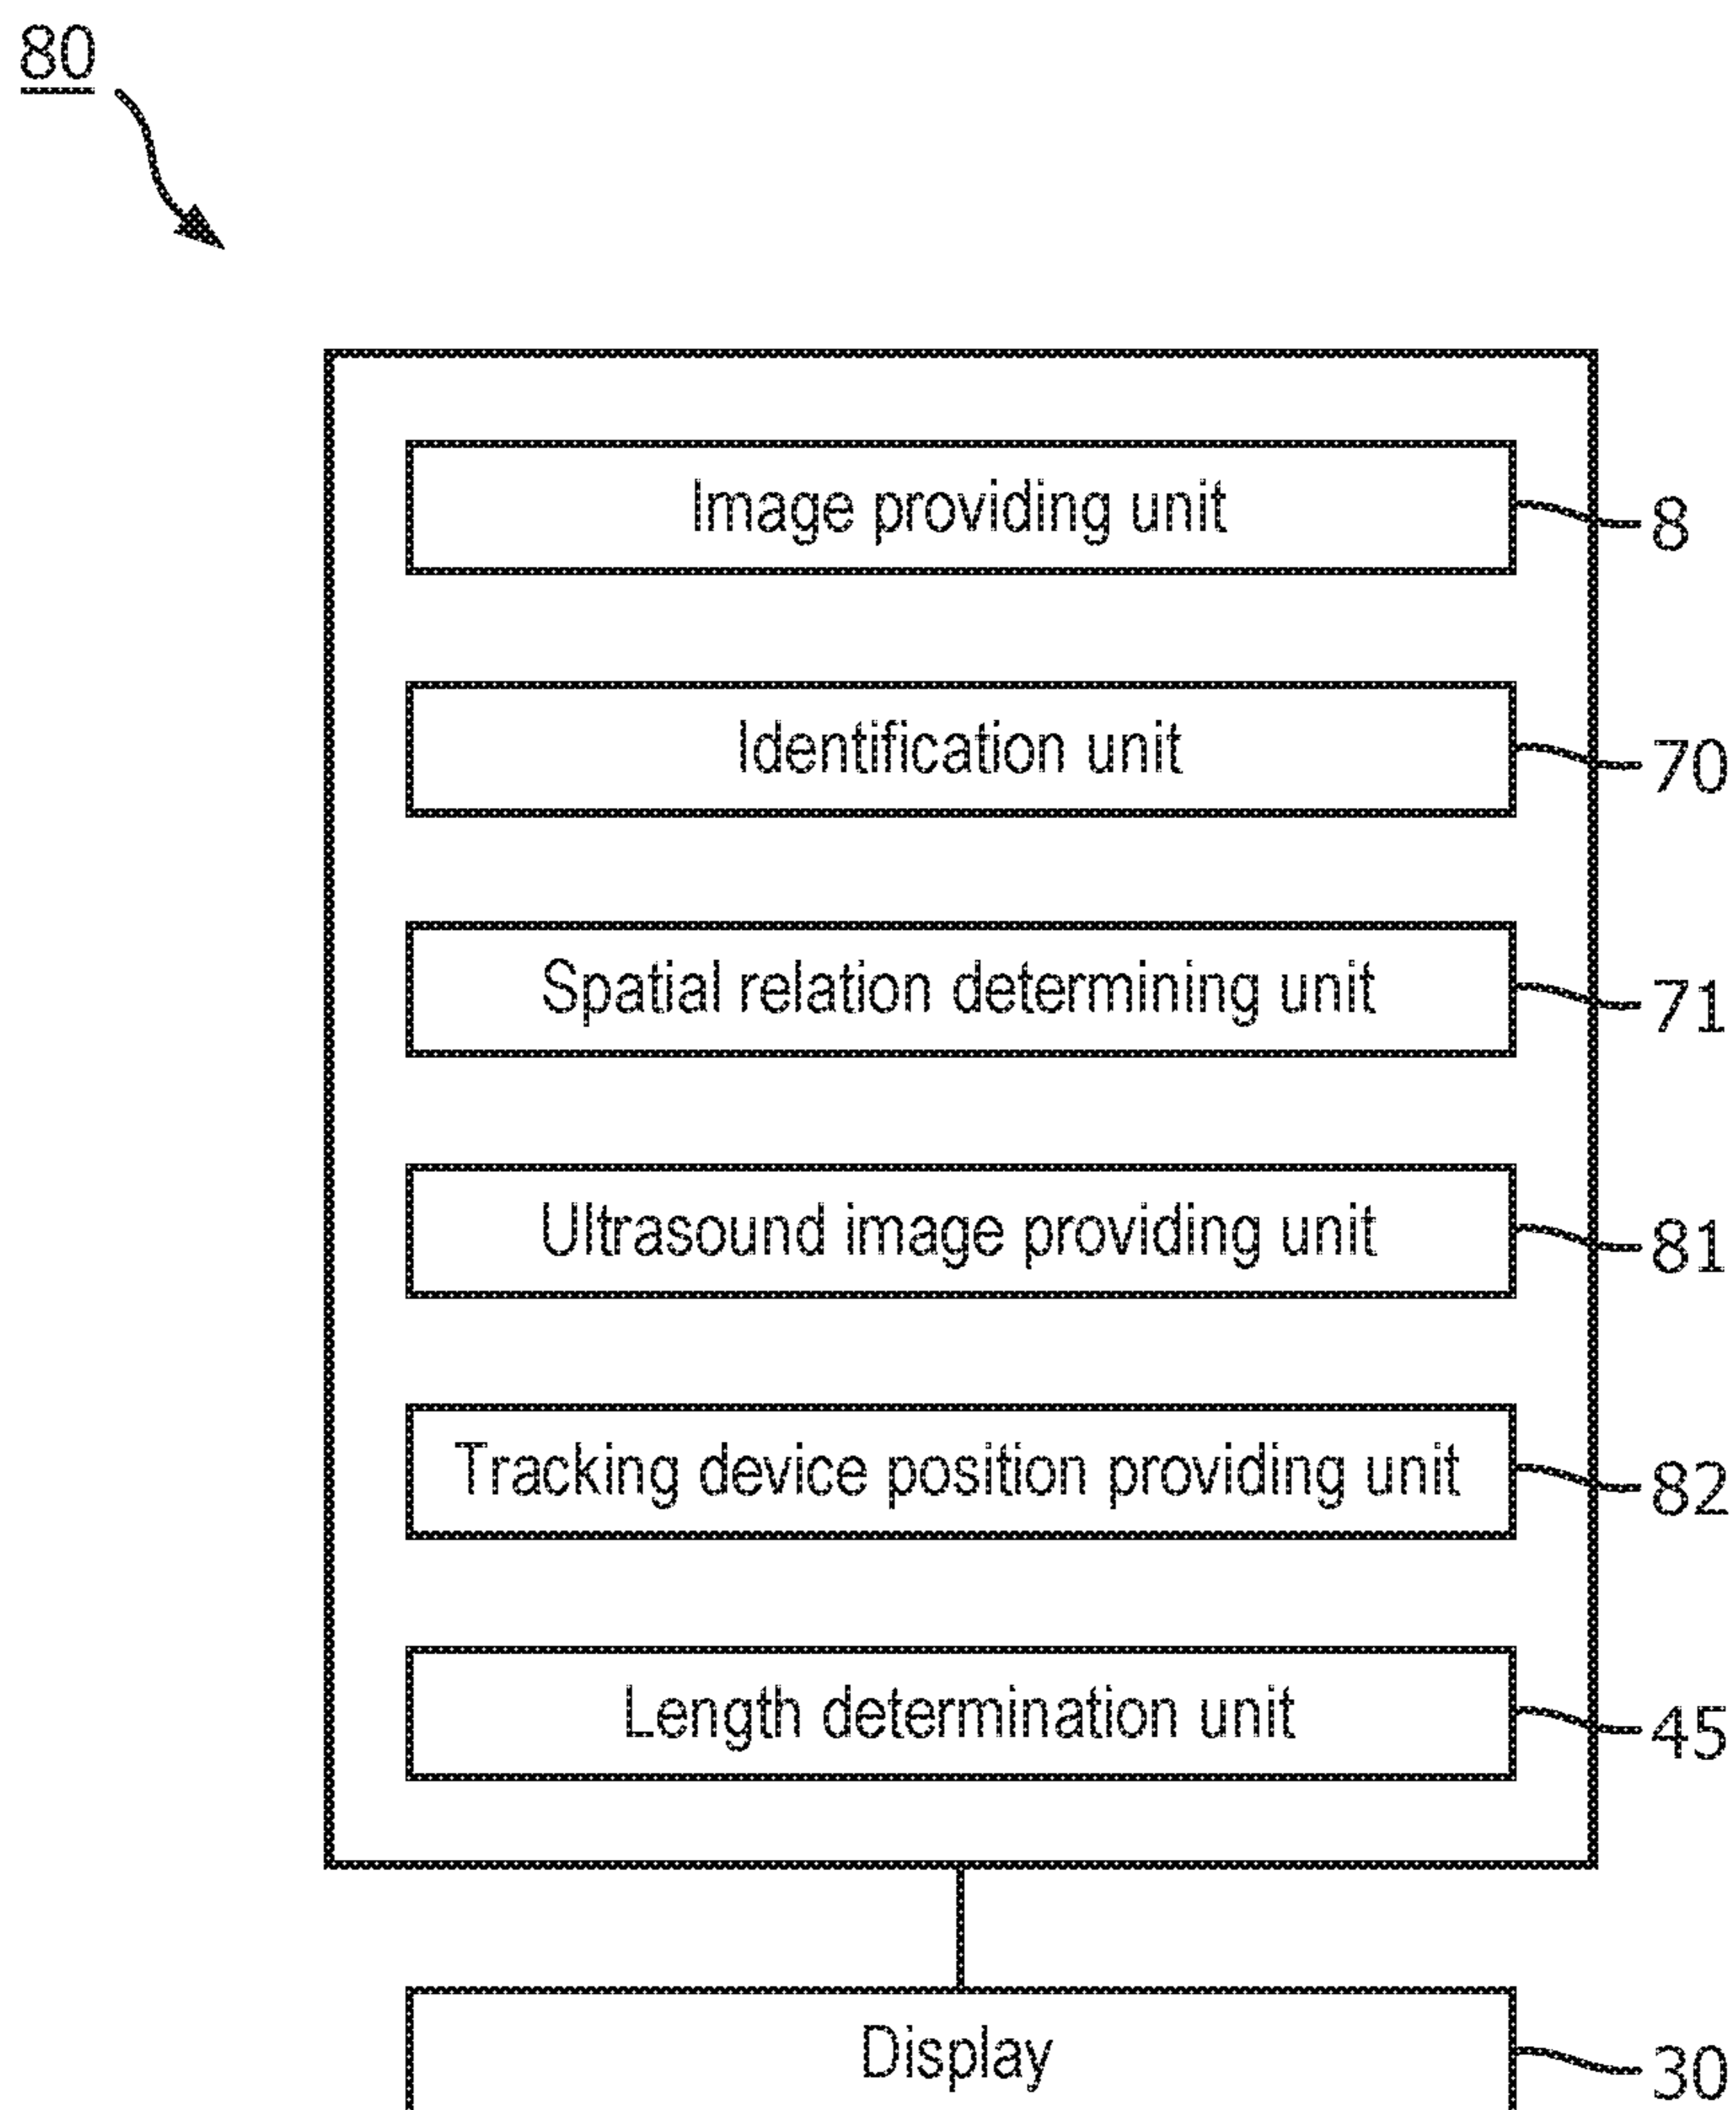 80
Image providing unit 8
Identification unit 70
Spatial relation determining unit 71
Ultrasound image providing unit 81
Tracking device position providing unit 82
Length determination unit 45
Display 30